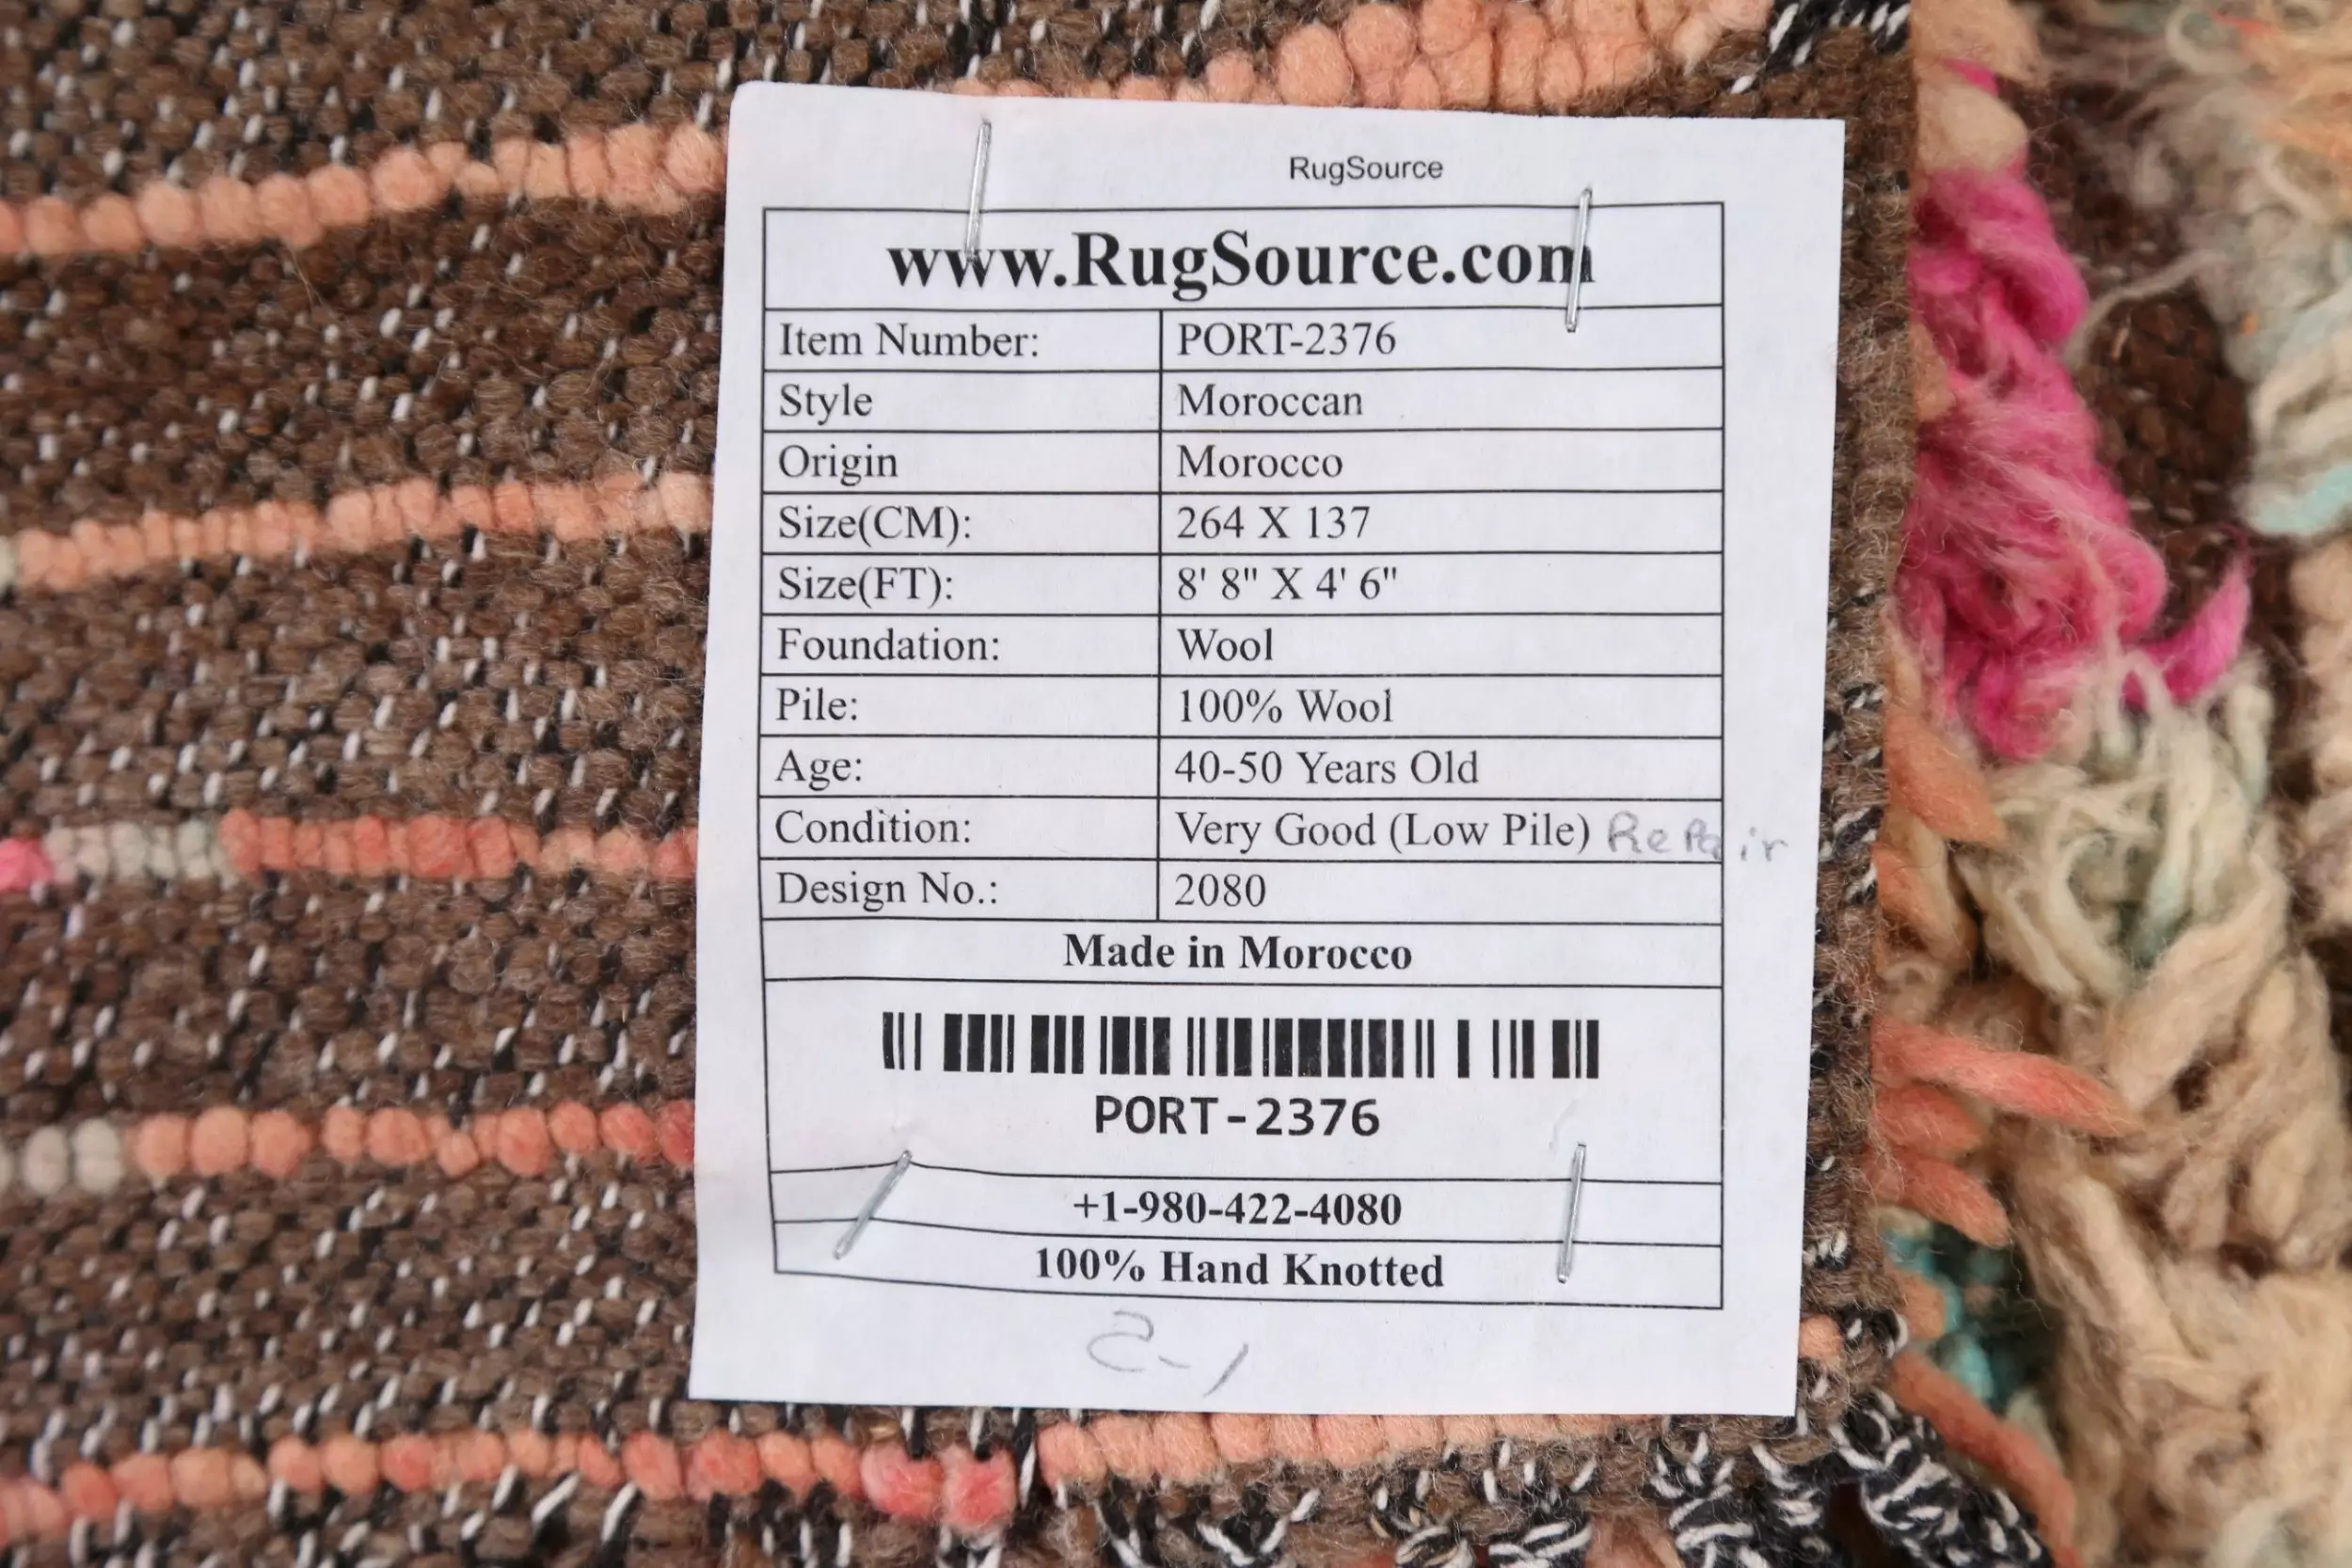 RugSource
www.RugSource.com
Item Number: PORT-2376
Style Moroccan
Origin Morocco
Size(CM): 264 X 137
Size(FT): 8' 8" X 4' 6"
Foundation: Wool
Pile: 100% Wool
Age: 40-50 Years Old
Condition: Very Good (Low Pile) Repair
Design No.: 2080
Made in Morocco
PORT-2376
+1-980-422-4080
100% Hand Knotted